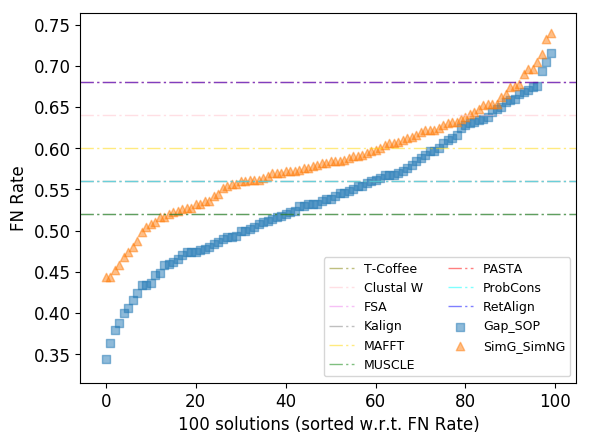 0.75
0.70
0.65
0.60
0.55
0.50
0.45
0.40
0.35
FN Rate
T-Coffee
Clustal W
FSA
Kalign
MAFFT
MUSCLE
PASTA
ProbCons
RetAlign
Gap_SOP
SimG_SimNG
0 20 40 60 80 100
100 solutions (sorted w.r.t. FN Rate)